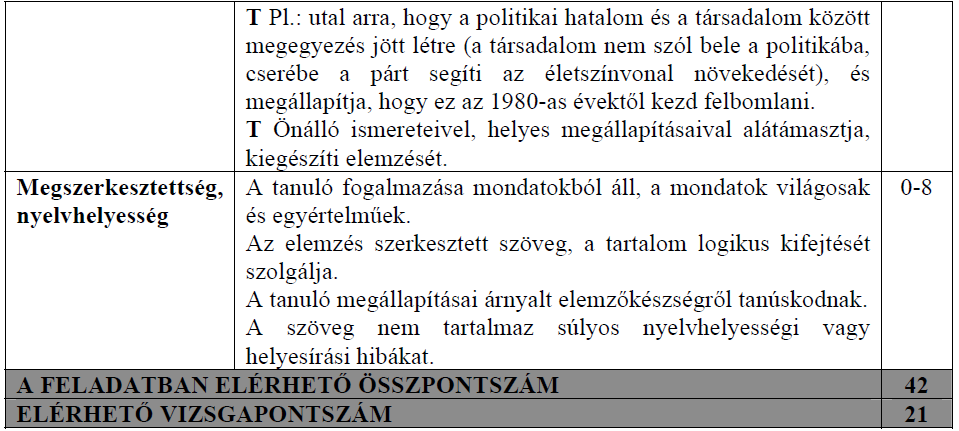 T Pl.: utal arra, hogy a politikai hatalom és a társadalom között
megegyezés jött létre (a társadalom nem szól bele a politikába,
cserébe a párt segíti az életszínvonal növekedését), és
megállapítja, hogy ez az 1980-as évektől kezd felbomlani.
T Önálló ismereteivel, helyes megállapításaival alátámasztja,
kiegészíti elemzését.
Megszerkesztettség,
nyelvhelyesség
A tanuló fogalmazása mondatokból áll, a mondatok világosak
és egyértelműek.
Az elemzés szerkesztett szöveg, a tartalom logikus kifejtését
szolgálja.
A tanuló megállapításai árnyalt elemzőkészségről tanúskodnak.
A szöveg nem tartalmaz súlyos nyelvhelyességi vagy
helyesírási hibákat.
0-8
A FELADATBAN ELÉRHETŐ ÖSSZPONTSZÁM 42
ELÉRHETŐ VIZSGAPONTSZÁM 21